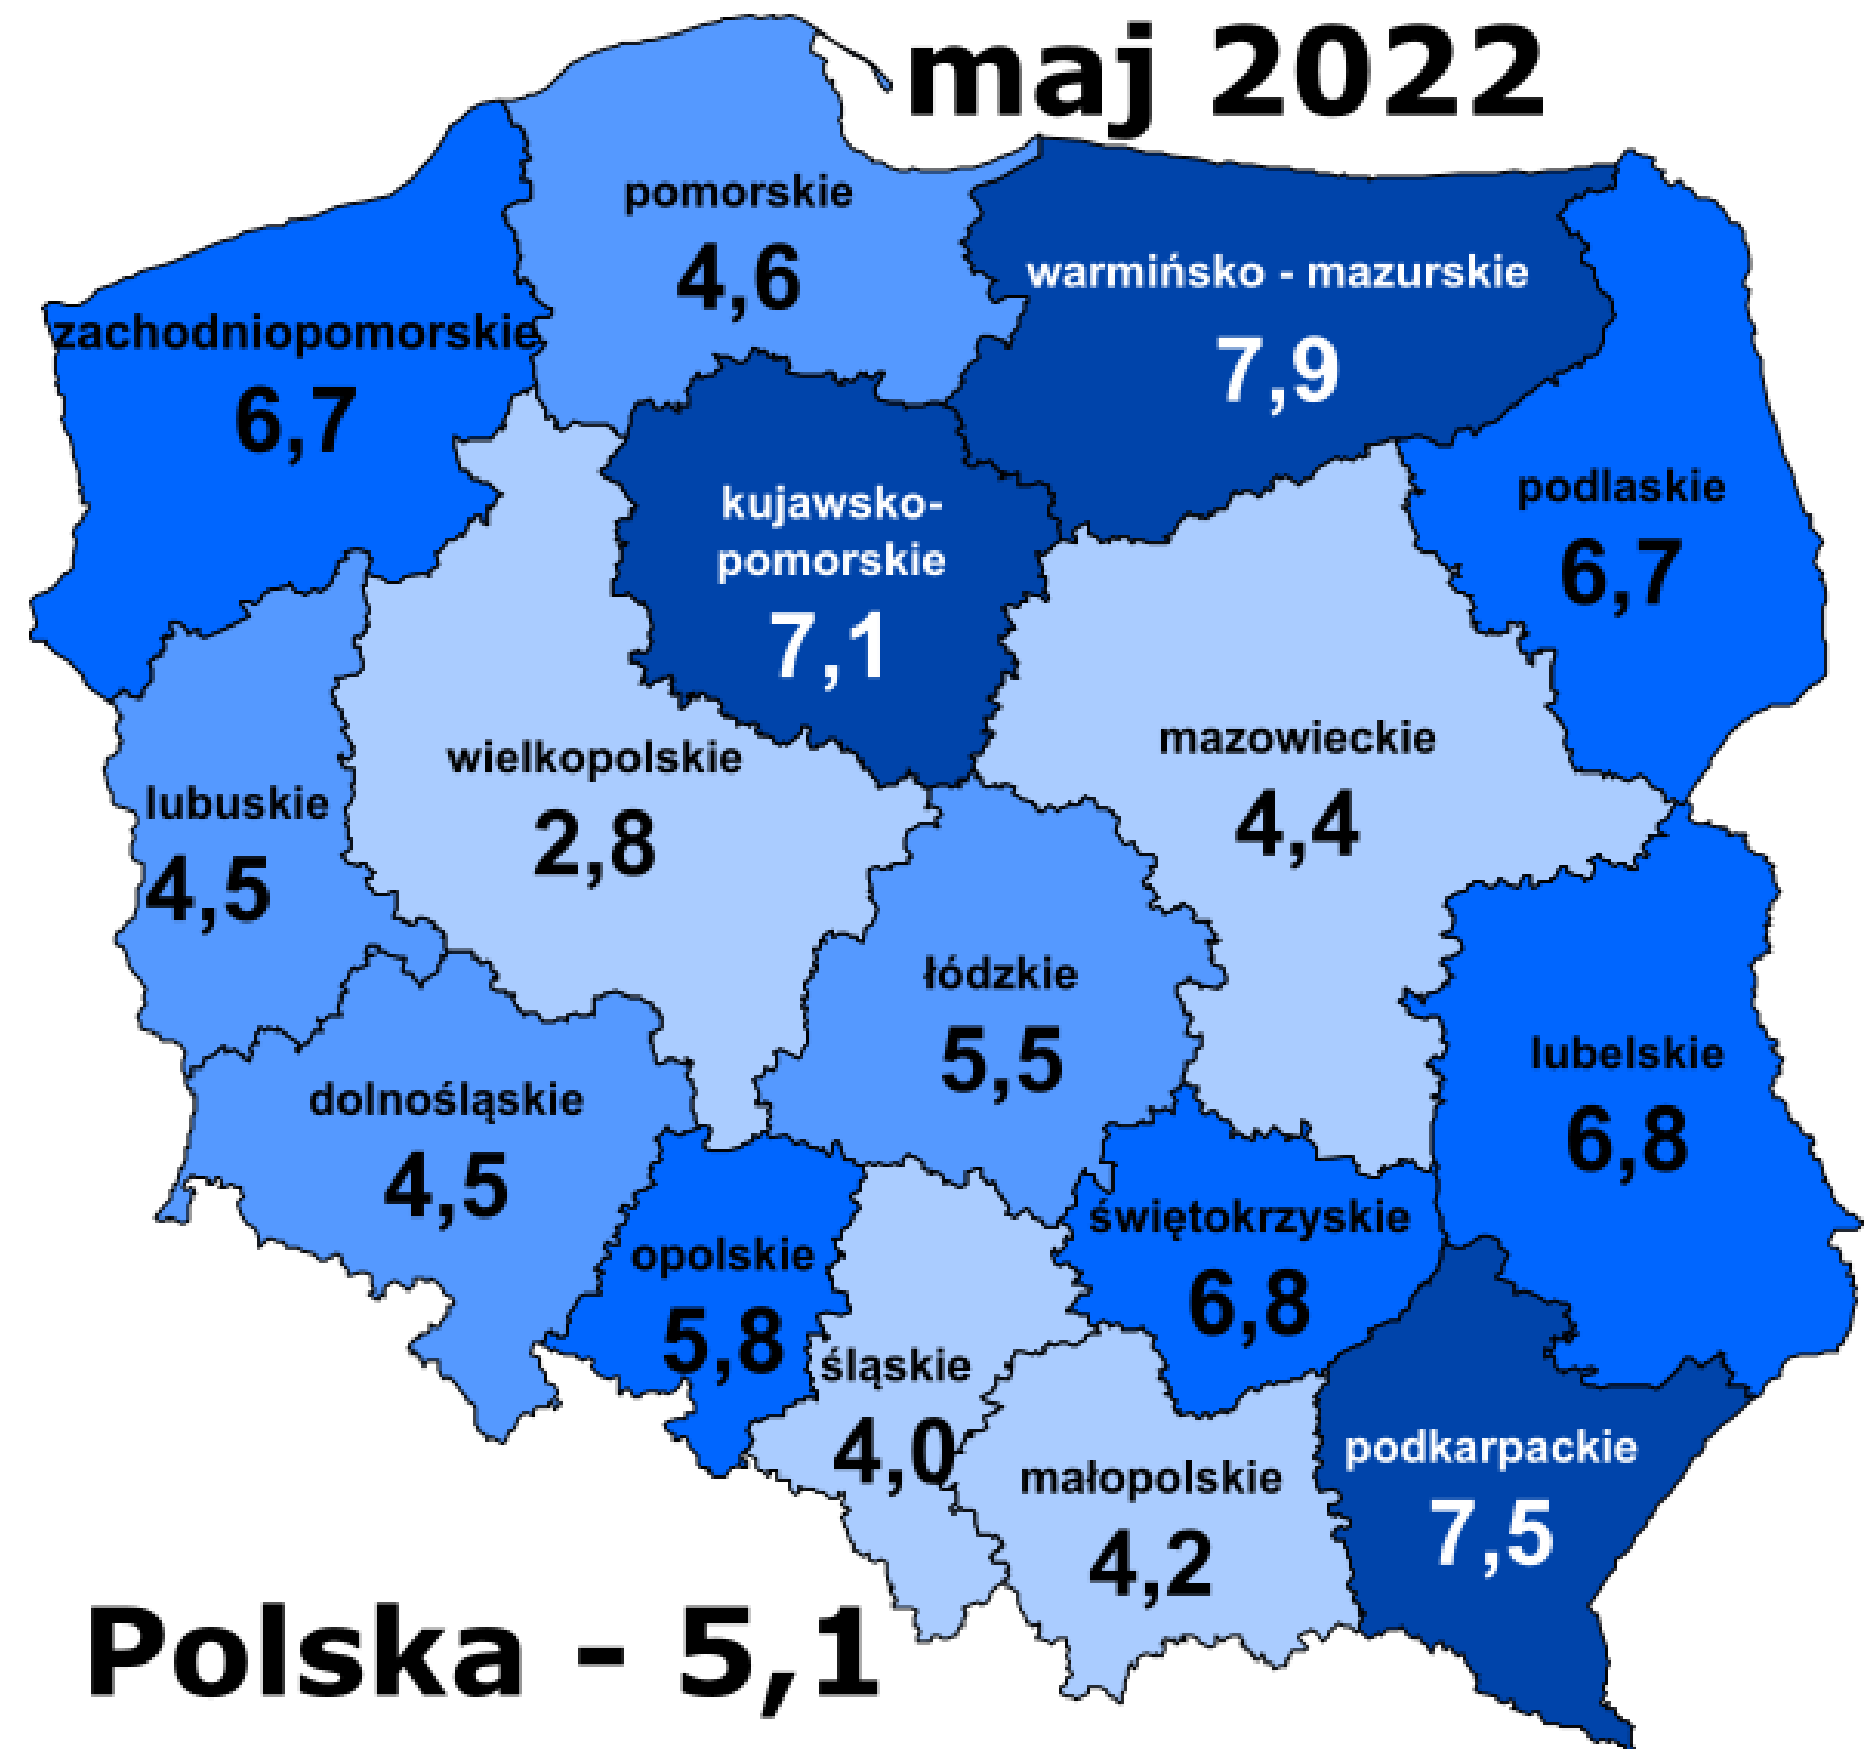 maj 2022
pomorskie
4,6
warmińsko - mazurskie
7,9
zachodniopomorskie
6,7
kujawsko-
pomorskie
7,1
podlaskie
6,7
wielkopolskie
2,8
mazowieckie
4,4
lubuskie
4,5
łódzkie
5,5
lubelskie
6,8
dolnośląskie
4,5
opolskie
5,8
świętokrzyskie
6,8
śląskie
4,0
małopolskie
4,2
podkarpackie
7,5
Polska - 5,1